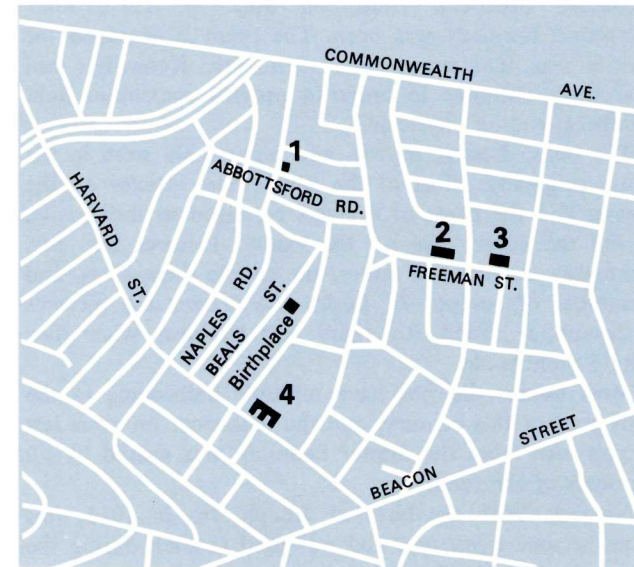 COMMONWEALTH AVE.
1
ABBOTTSFORD RD.
HARVARD ST.
2
3
FREEMAN ST.
NAPLES RD.
BEALS ST.
Birthplace
4
BEACON STREET